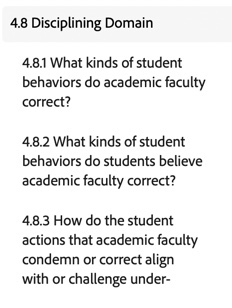 4.8 Disciplining Domain
4.8.1 What kinds of student
behaviors do academic faculty
correct?
4.8.2 What kinds of student
behaviors do students believe
academic faculty correct?
4.8.3 How do the student
actions that academic faculty
condemn or correct align
with or challenge under-